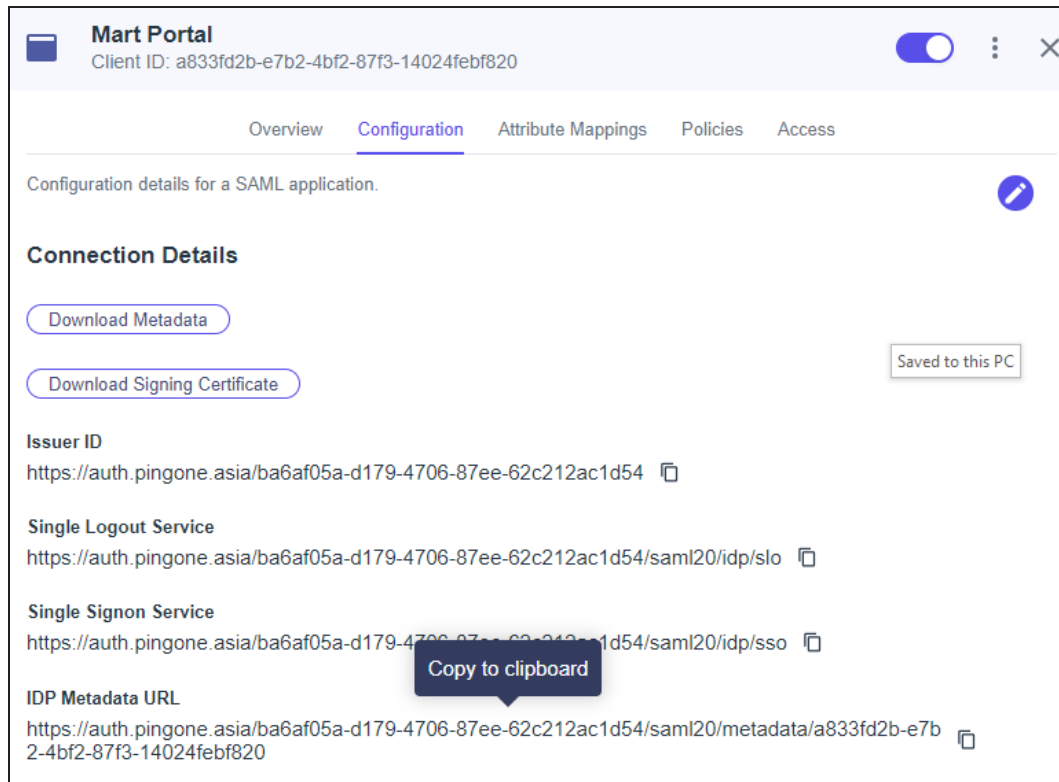 Mart Portal
Client ID: a833fd2b-e7b2-4bf2-87f3-14024febf820
Overview Configuration Attribute Mappings Policies Access
Configuration details for a SAML application.
Connection Details
Download Metadata
Saved to this PC
Download Signing Certificate
Issuer ID
https://auth.pingone.asia/ba6af05a-d179-4706-87ee-62c212ac1d54
Single Logout Service
https://auth.pingone.asia/ba6af05a-d179-4706-87ee-62c212ac1d54/saml20/idp/slo
Single Signon Service
https://auth.pingone.asia/ba6af05a-d179-4706-87ee-62c212ac1d54/saml20/idp/sso
Copy to clipboard
IDP Metadata URL
https://auth.pingone.asia/ba6af05a-d179-4706-87ee-62c212ac1d54/saml20/metadata/a833fd2b-e7b
2-4bf2-87f3-14024febf820